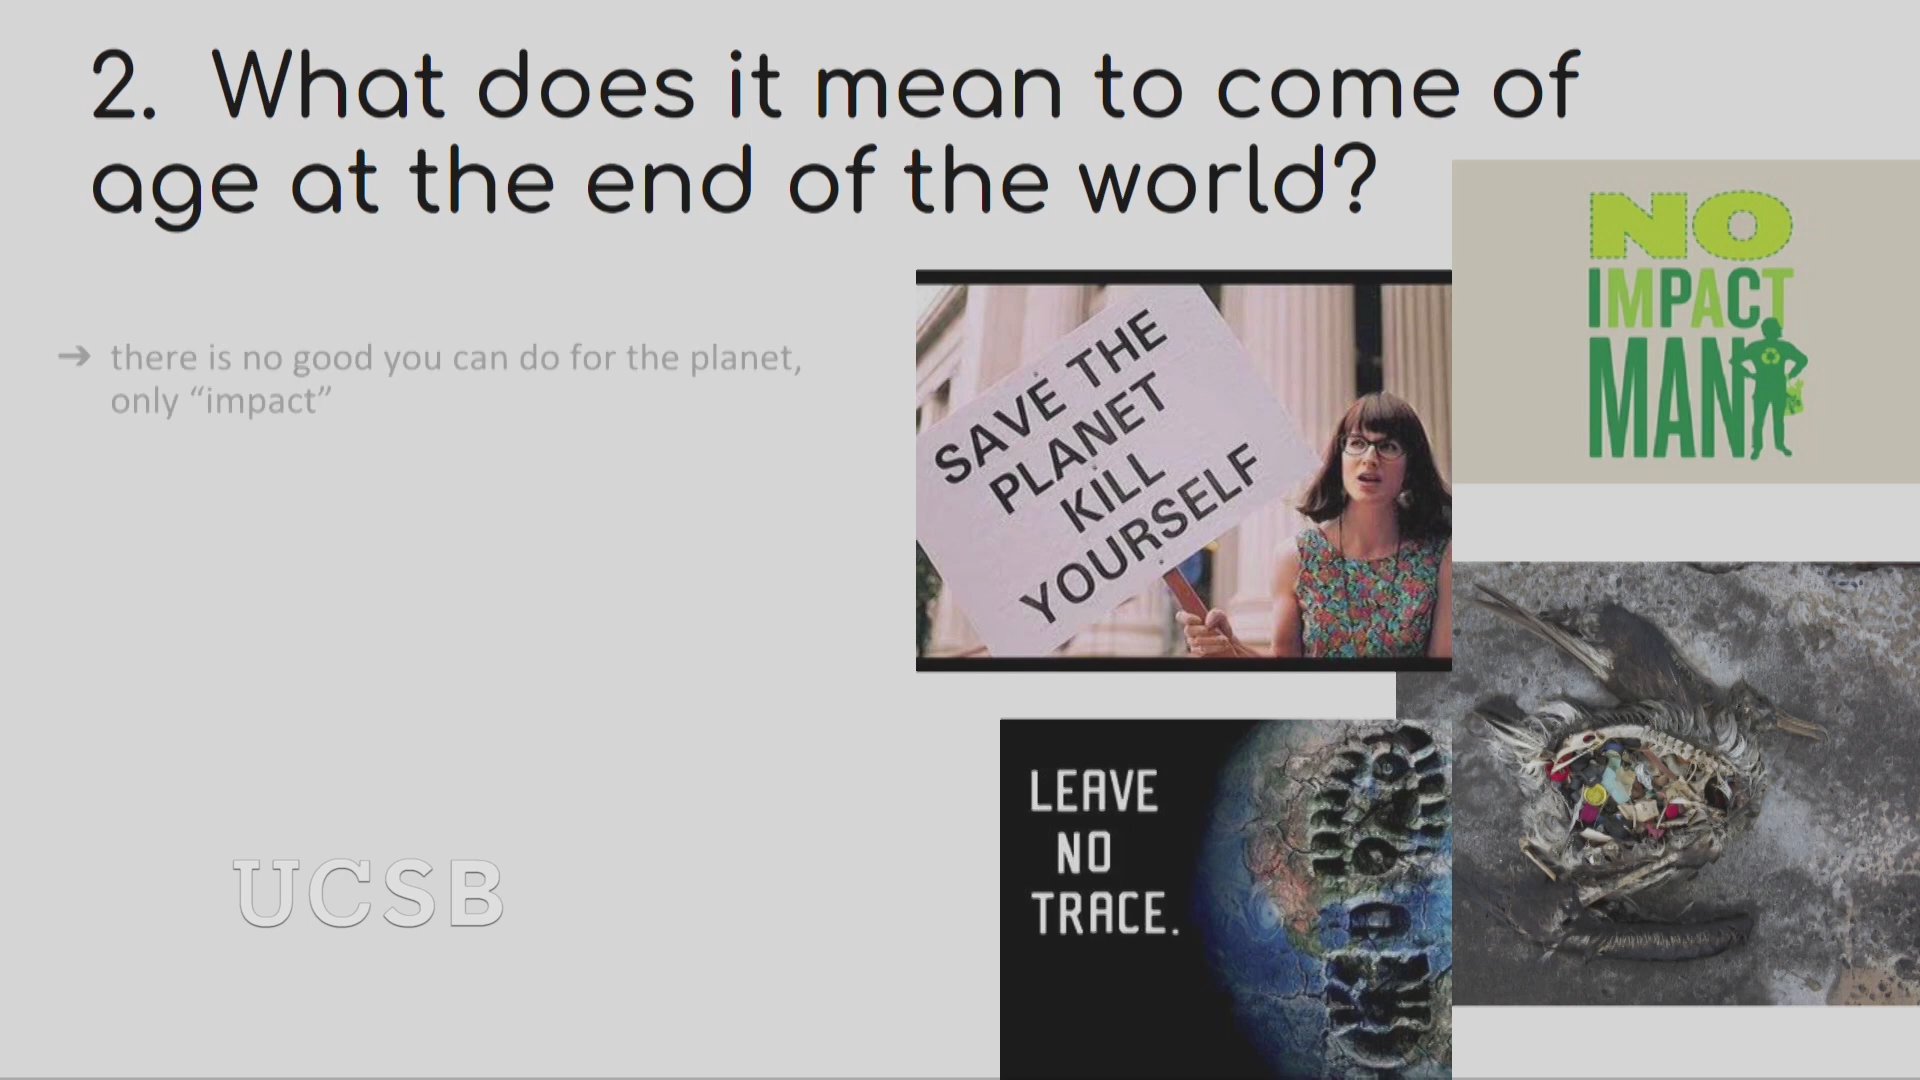 2. What does it mean to come of
age at the end of the world?
➔ there is no good you can do for the planet,
only “impact”
NO
IMPACT
MAN
SAVE THE
PLANET
KILL
YOURSELF
LEAVE
NO
TRACE.
UCSB